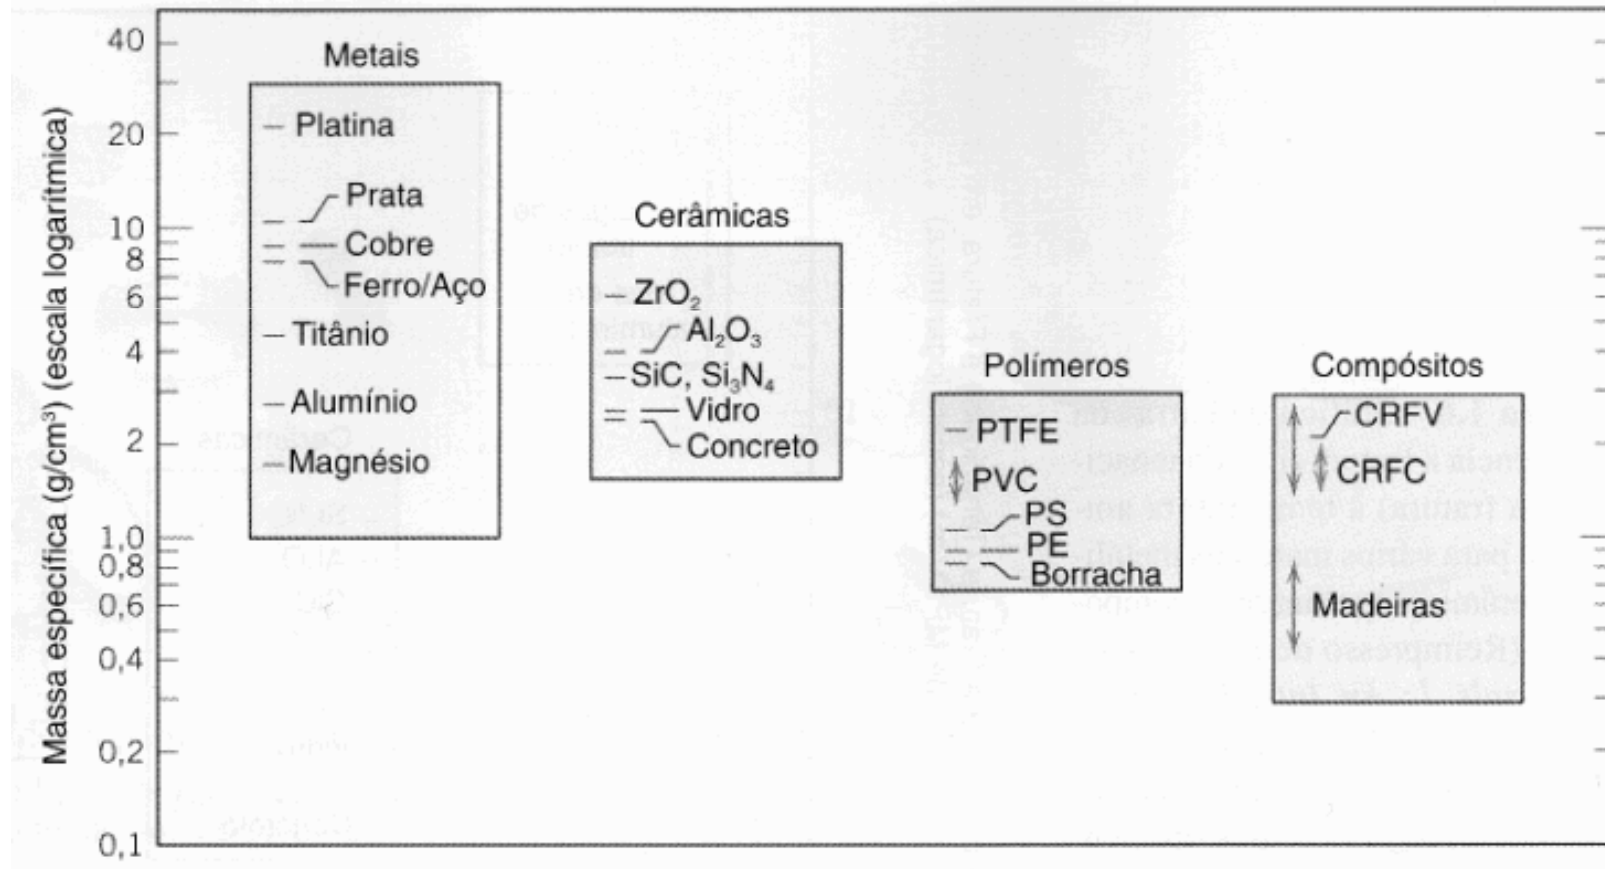 Massa específica (g/cm³) (escala logarítmica)
40
20
10
8
6
4
2
1,0
0,8
0,6
0,4
0,2
0,1
Metais
Platina
Prata
Cobre
Ferro/Aço
Titânio
Alumínio
Magnésio
Cerâmicas
ZrO₂
Al₂O₃
SiC, Si₃N₄
Vidro
Concreto
Polímeros
PTFE
PVC
PS
PE
Borracha
Compósitos
CRFV
CRFC
Madeiras